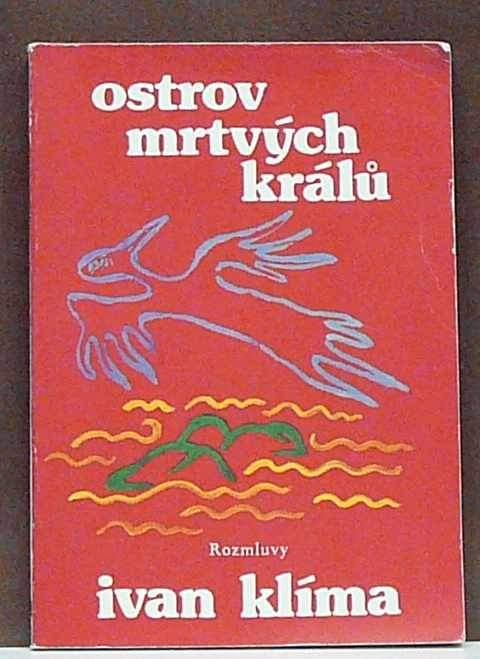 ostrov
mrtvých
králů
Rozmluvy
ivan klíma